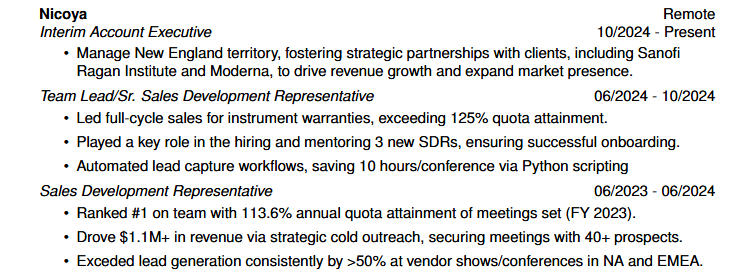 Nicoya Remote
Interim Account Executive 10/2024 - Present
• Manage New England territory, fostering strategic partnerships with clients, including Sanofi
Ragan Institute and Moderna, to drive revenue growth and expand market presence.
Team Lead/Sr. Sales Development Representative 06/2024 - 10/2024
• Led full-cycle sales for instrument warranties, exceeding 125% quota attainment.
• Played a key role in the hiring and mentoring 3 new SDRs, ensuring successful onboarding.
• Automated lead capture workflows, saving 10 hours/conference via Python scripting
Sales Development Representative 06/2023 - 06/2024
• Ranked #1 on team with 113.6% annual quota attainment of meetings set (FY 2023).
• Drove $1.1M+ in revenue via strategic cold outreach, securing meetings with 40+ prospects.
• Exceded lead generation consistently by >50% at vendor shows/conferences in NA and EMEA.